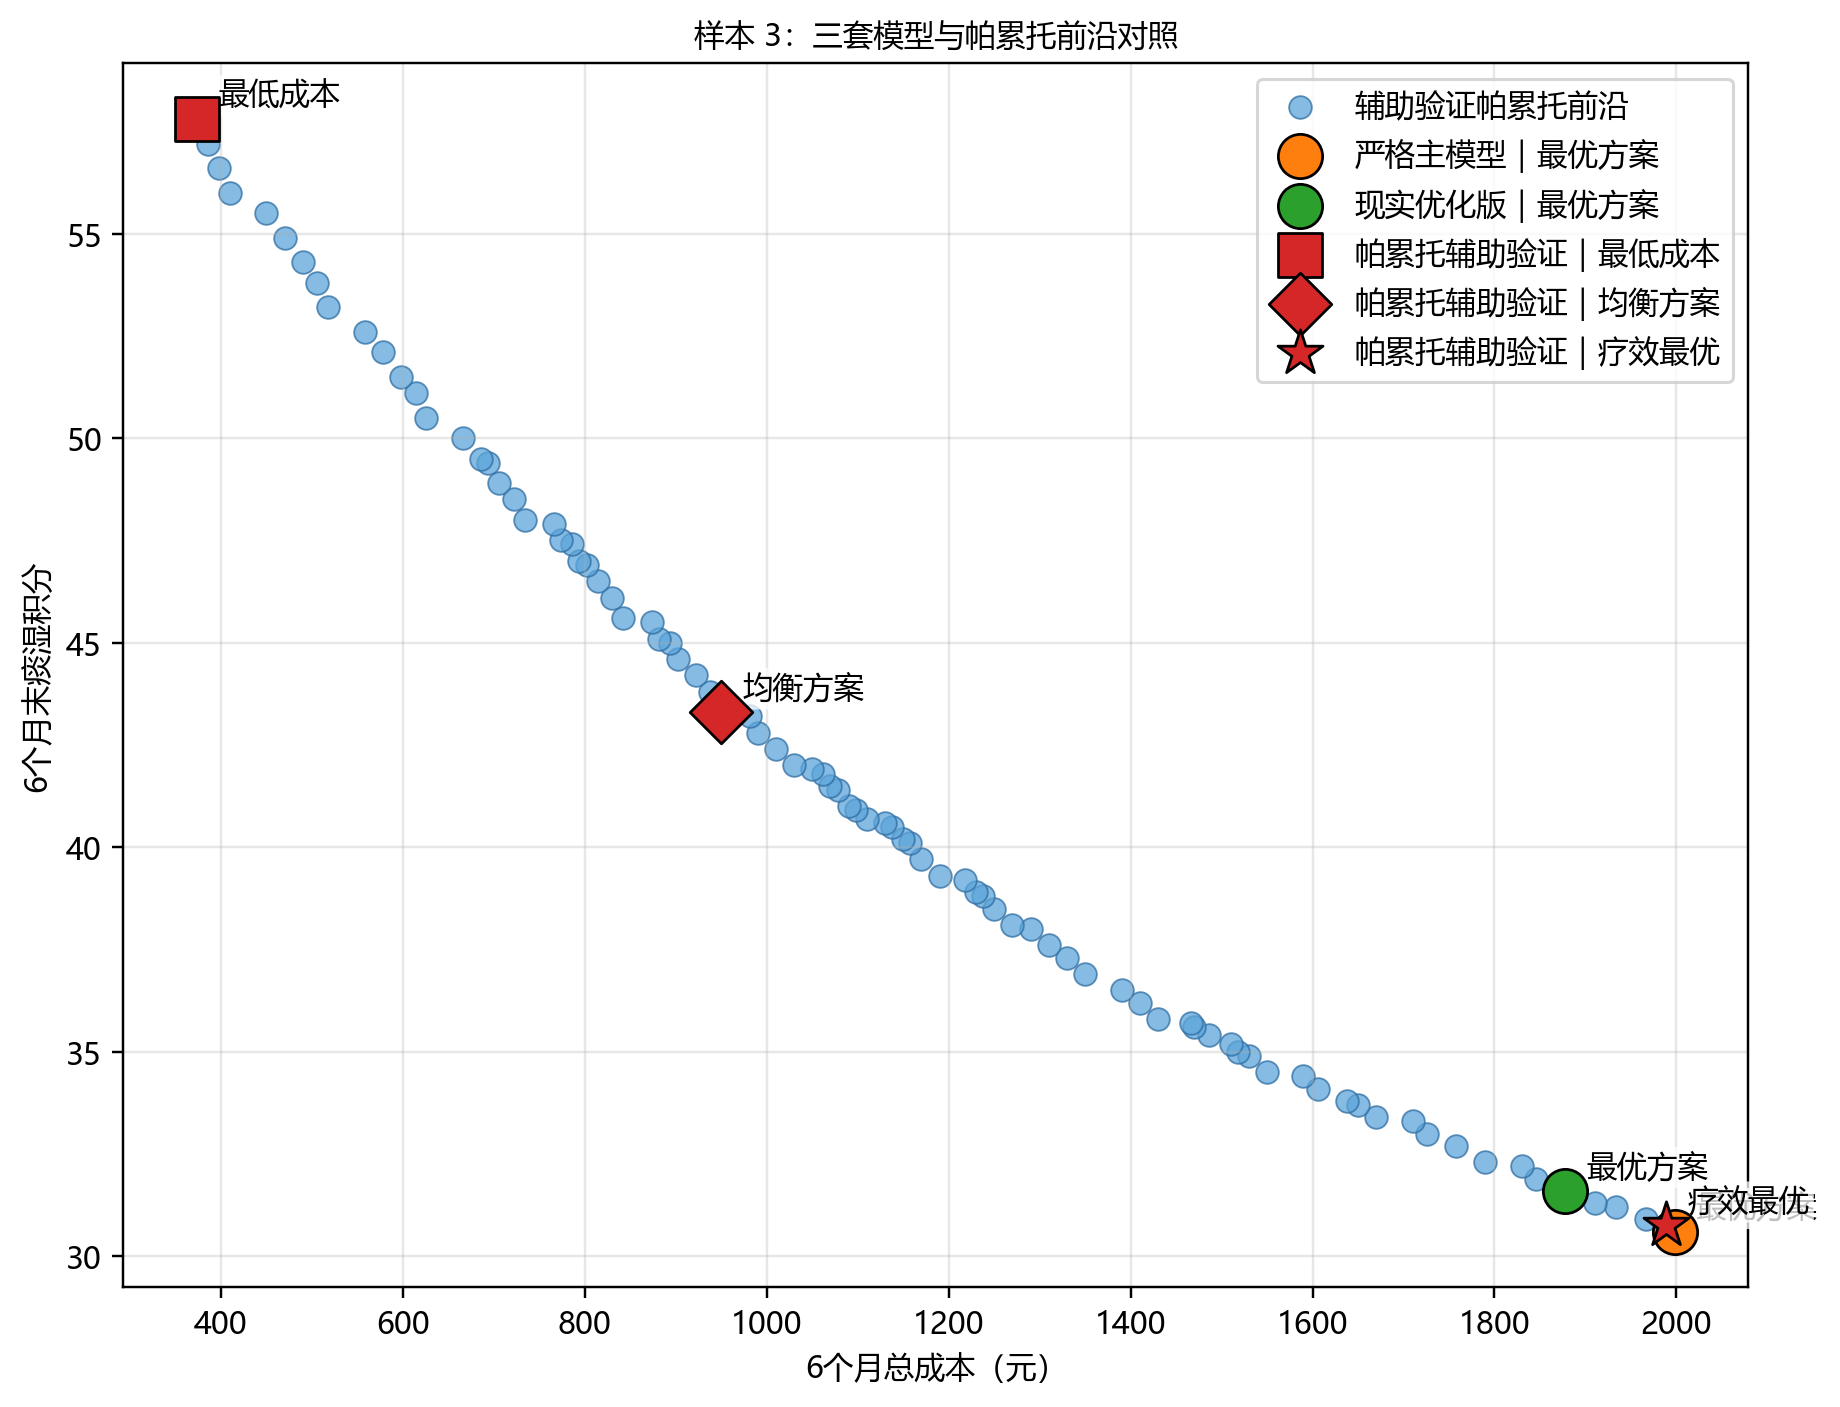 样本 3：三套模型与帕累托前沿对照
最低成本
辅助验证帕累托前沿
严格主模型｜最优方案
现实优化版｜最优方案
帕累托辅助验证｜最低成本
帕累托辅助验证｜均衡方案
帕累托辅助验证｜疗效最优
均衡方案
最优方案
疗效最优
最优方案
6个月末痰湿积分
55
50
45
40
35
30
400 600 800 1000 1200 1400 1600 1800 2000
6个月总成本（元）